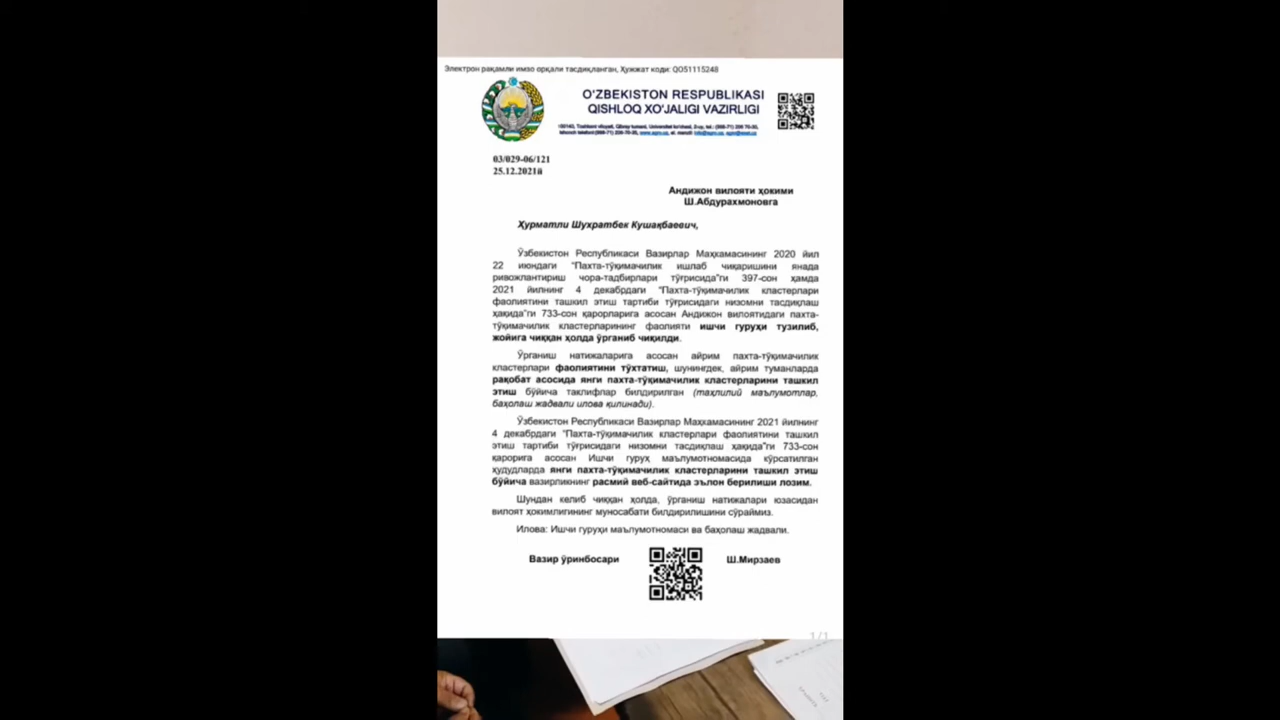 Электрон рақамли имзо орқали тасдиқланган, Ҳужжат коди: QO51115248
O'ZBEKISTON RESPUBLIKASI
QISHLOQ XO'JALIGI VAZIRLIGI
03/029-06/121
25.12.2021й
Андижон вилояти ҳокими
Ш.Абдурахмоновга
Ҳурматли Шухратбек Кушақбаевич,
Ўзбекистон Республикаси Вазирлар Маҳкамасининг 2020 йил
22 июндаги "Пахта-тўқимачилик ишлаб чиқаришини янада
ривожлантириш чора-тадбирлари тўғрисида"ги 397-сон ҳамда
2021 йилнинг 4 декабрдаги "Пахта-тўқимачилик кластерлари
фаолиятини ташкил этиш тартиби тўғрисидаги низомни тасдиқлаш
ҳақида"ги 733-сон қарорларига асосан Андижон вилоятидаги пахта-
тўқимачилик кластерларининг фаолияти ишчи гуруҳи тузилиб,
жойига чиққан ҳолда ўрганиб чиқилди.
Ўрганиш натижаларига асосан айрим пахта-тўқимачилик
кластерлари фаолиятини тўхтатиш, шунингдек, айрим туманларда
рақобат асосида янги пахта-тўқимачилик кластерларини ташкил
этиш бўйича таклифлар билдирилган (таҳлилий маълумотлар,
баҳолаш жадвали илова қилинади).
Ўзбекистон Республикаси Вазирлар Маҳкамасининг 2021 йилнинг
4 декабрдаги "Пахта-тўқимачилик кластерлари фаолиятини ташкил
этиш тартиби тўғрисидаги низомни тасдиқлаш ҳақида"ги 733-сон
қарорига асосан Ишчи гуруҳ маълумотномасида кўрсатилган
ҳудудларда янги пахта-тўқимачилик кластерларини ташкил этиш
бўйича вазирликнинг расмий веб-сайтида эълон берилиши лозим.
Шундан келиб чиққан ҳолда, ўрганиш натижалари юзасидан
вилоят ҳокимлигининг муносабати билдирилишини сўраймиз.
Илова: Ишчи гуруҳи маълумотномаси ва баҳолаш жадвали.
Вазир ўринбосари
Ш.Мирзаев
1/1